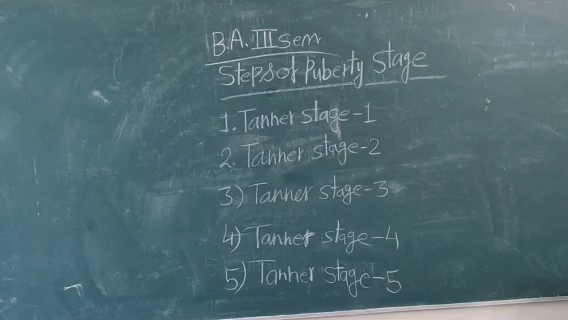 B.A. III sem
Steps of Puberty Stage
1. Tanner stage-1
2. Tanner stage-2
3) Tanner stage-3
4) Tanner stage-4
5) Tanner stage-5